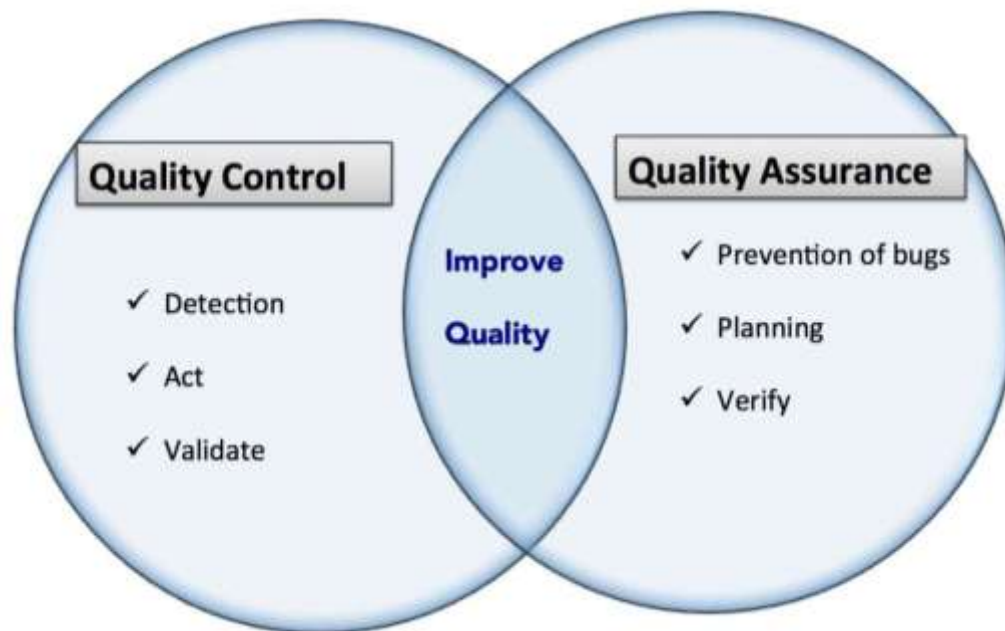 Quality Control
✓ Detection
✓ Act
✓ Validate
Improve
Quality
Quality Assurance
✓ Prevention of bugs
✓ Planning
✓ Verify